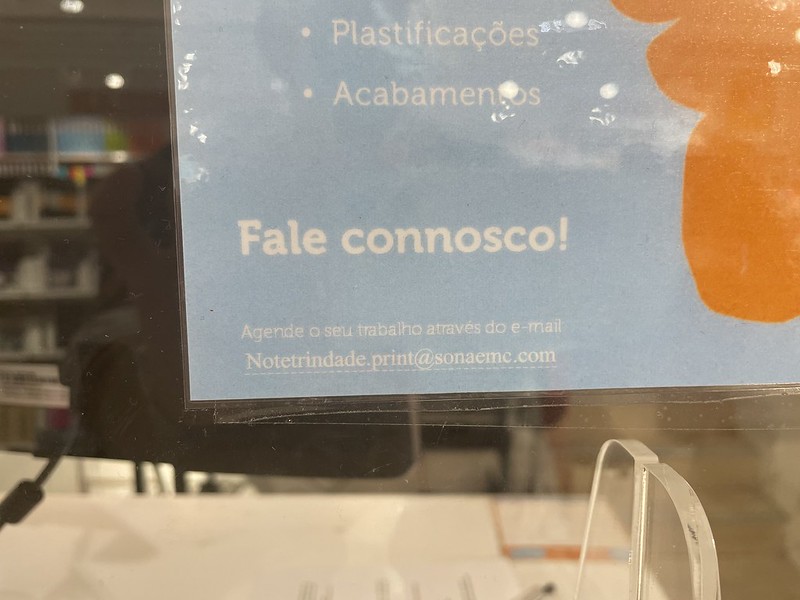 • Plastificações
• Acabamentos
Fale connosco!
Agende o seu trabalho através do e-mail
Notetrindade.print@sonaemc.com